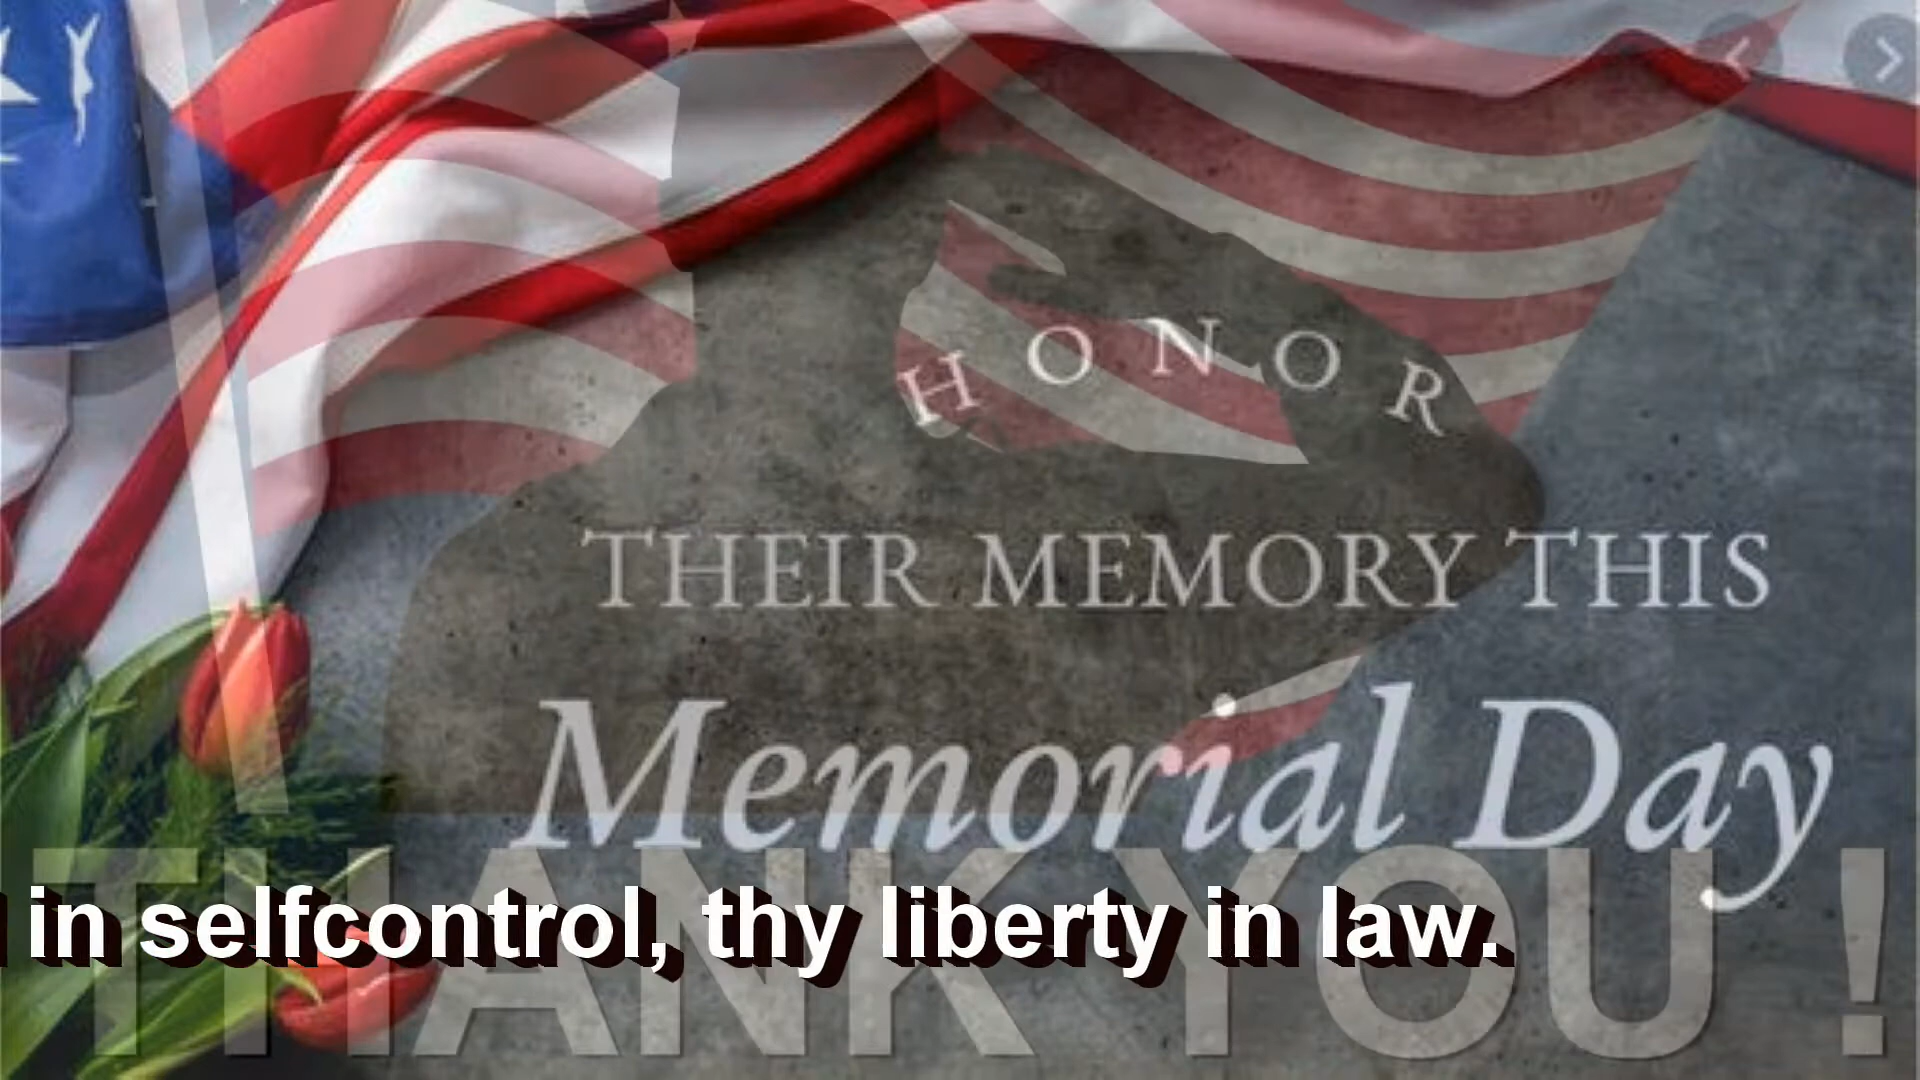 HONOR
THEIR MEMORY THIS
Memorial Day
in selfcontrol, thy liberty in law.
THANK YOU !